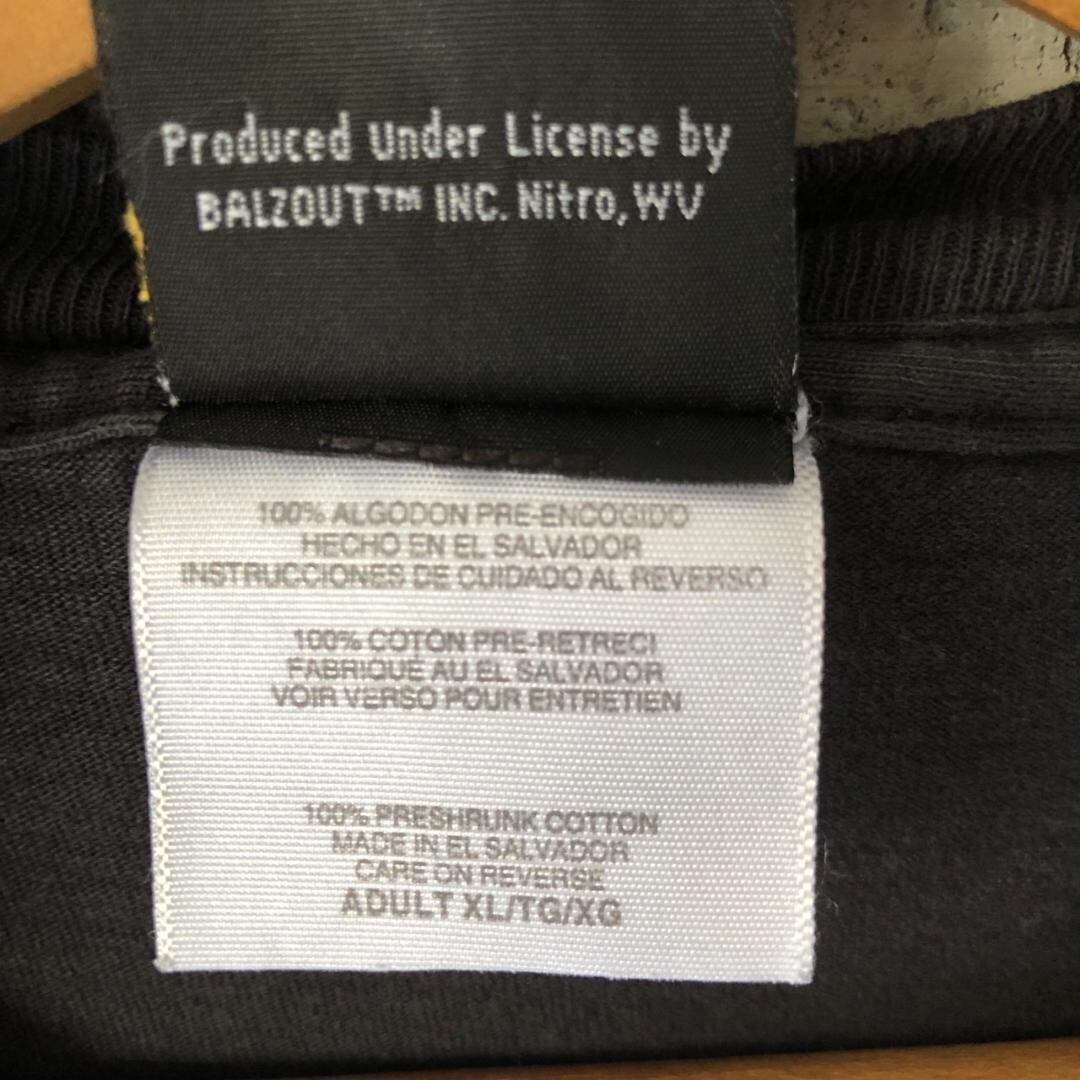 Produced Under License by
BALZOUT™ INC. Nitro, WV
100% ALGODON PRE-ENCOGIDO
HECHO EN EL SALVADOR
INSTRUCCIONES DE CUIDADO AL REVERSO
100% COTON PRE-RETRECI
FABRIQUE AU EL SALVADOR
VOIR VERSO POUR ENTRETIEN
100% PRESHRUNK COTTON
MADE IN EL SALVADOR
CARE ON REVERSE
ADULT XL/TG/XG